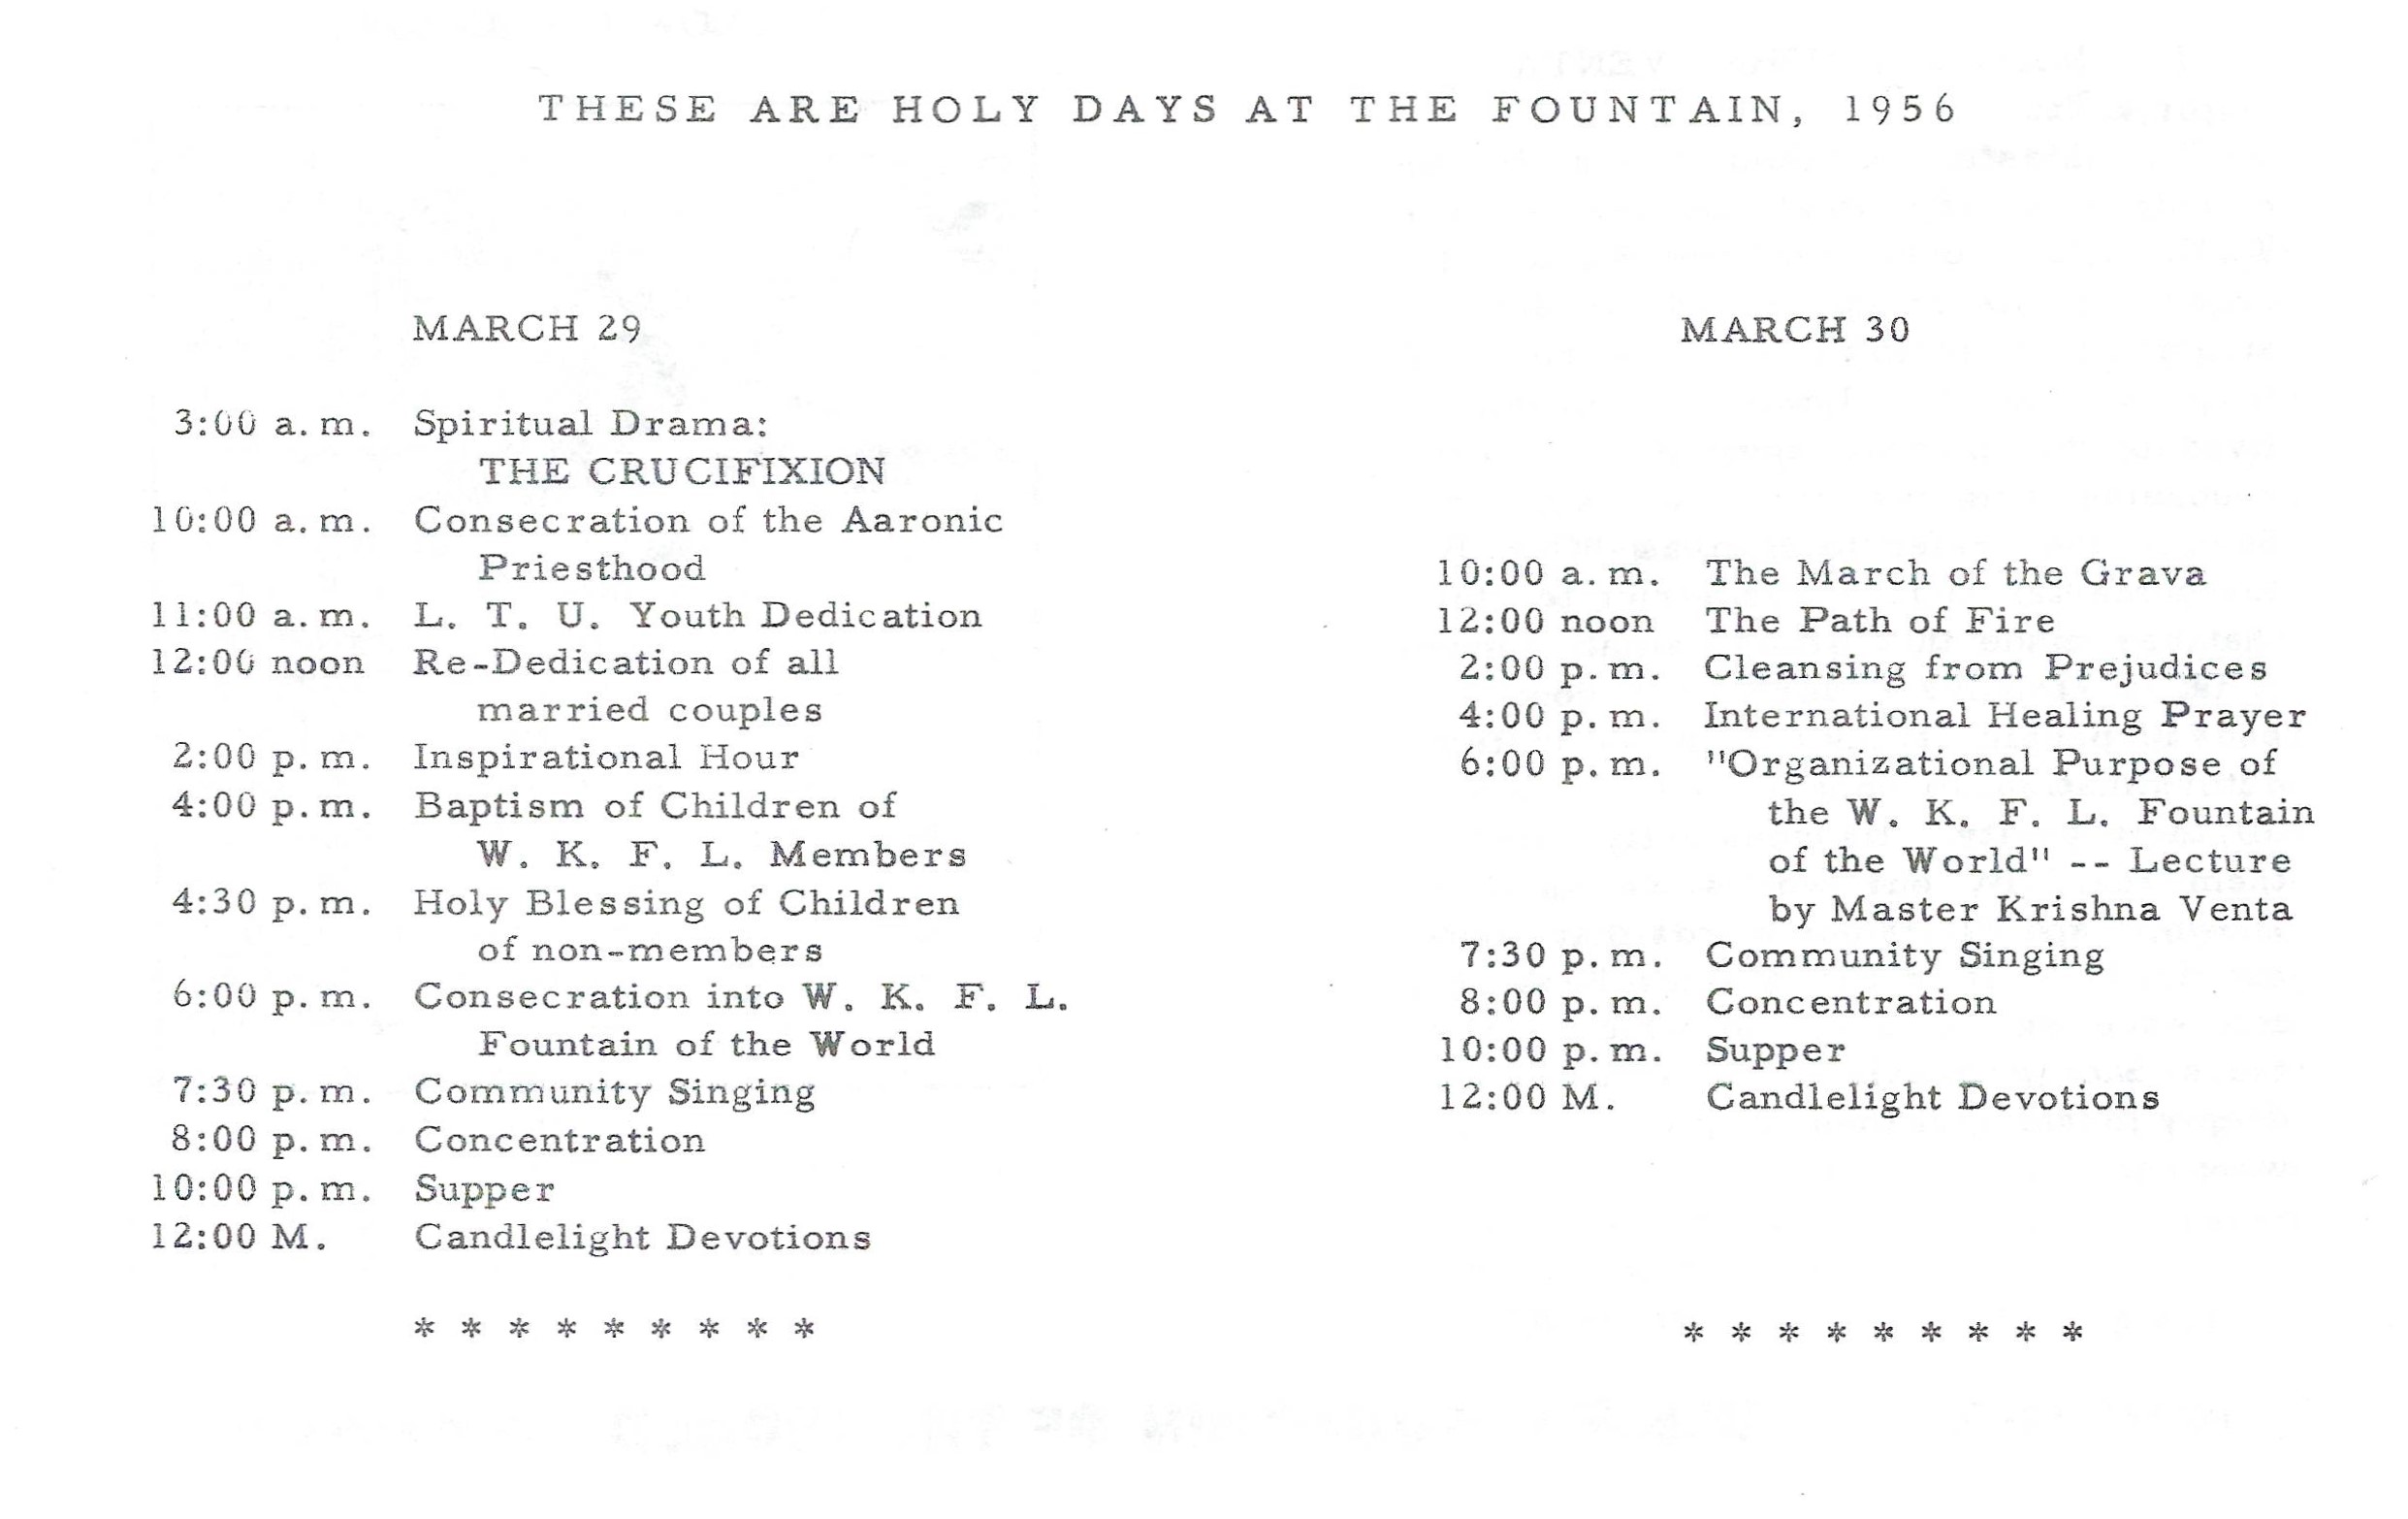 THESE ARE HOLY DAYS AT THE FOUNTAIN, 1956
MARCH 29
3:00 a.m. Spiritual Drama:
THE CRUCIFIXION
10:00 a.m. Consecration of the Aaronic
Priesthood
11:00 a.m. L. T. U. Youth Dedication
12:00 noon Re-Dedication of all
married couples
2:00 p.m. Inspirational Hour
4:00 p.m. Baptism of Children of
W. K. F. L. Members
4:30 p.m. Holy Blessing of Children
of non-members
6:00 p.m. Consecration into W. K. F. L.
Fountain of the World
7:30 p.m. Community Singing
8:00 p.m. Concentration
10:00 p.m. Supper
12:00 M. Candlelight Devotions
* * * * * * * * *
MARCH 30
10:00 a.m. The March of the Grava
12:00 noon The Path of Fire
2:00 p.m. Cleansing from Prejudices
4:00 p.m. International Healing Prayer
6:00 p.m. "Organizational Purpose of
the W. K. F. L. Fountain
of the World" -- Lecture
by Master Krishna Venta
7:30 p.m. Community Singing
8:00 p.m. Concentration
10:00 p.m. Supper
12:00 M. Candlelight Devotions
* * * * * * * * *